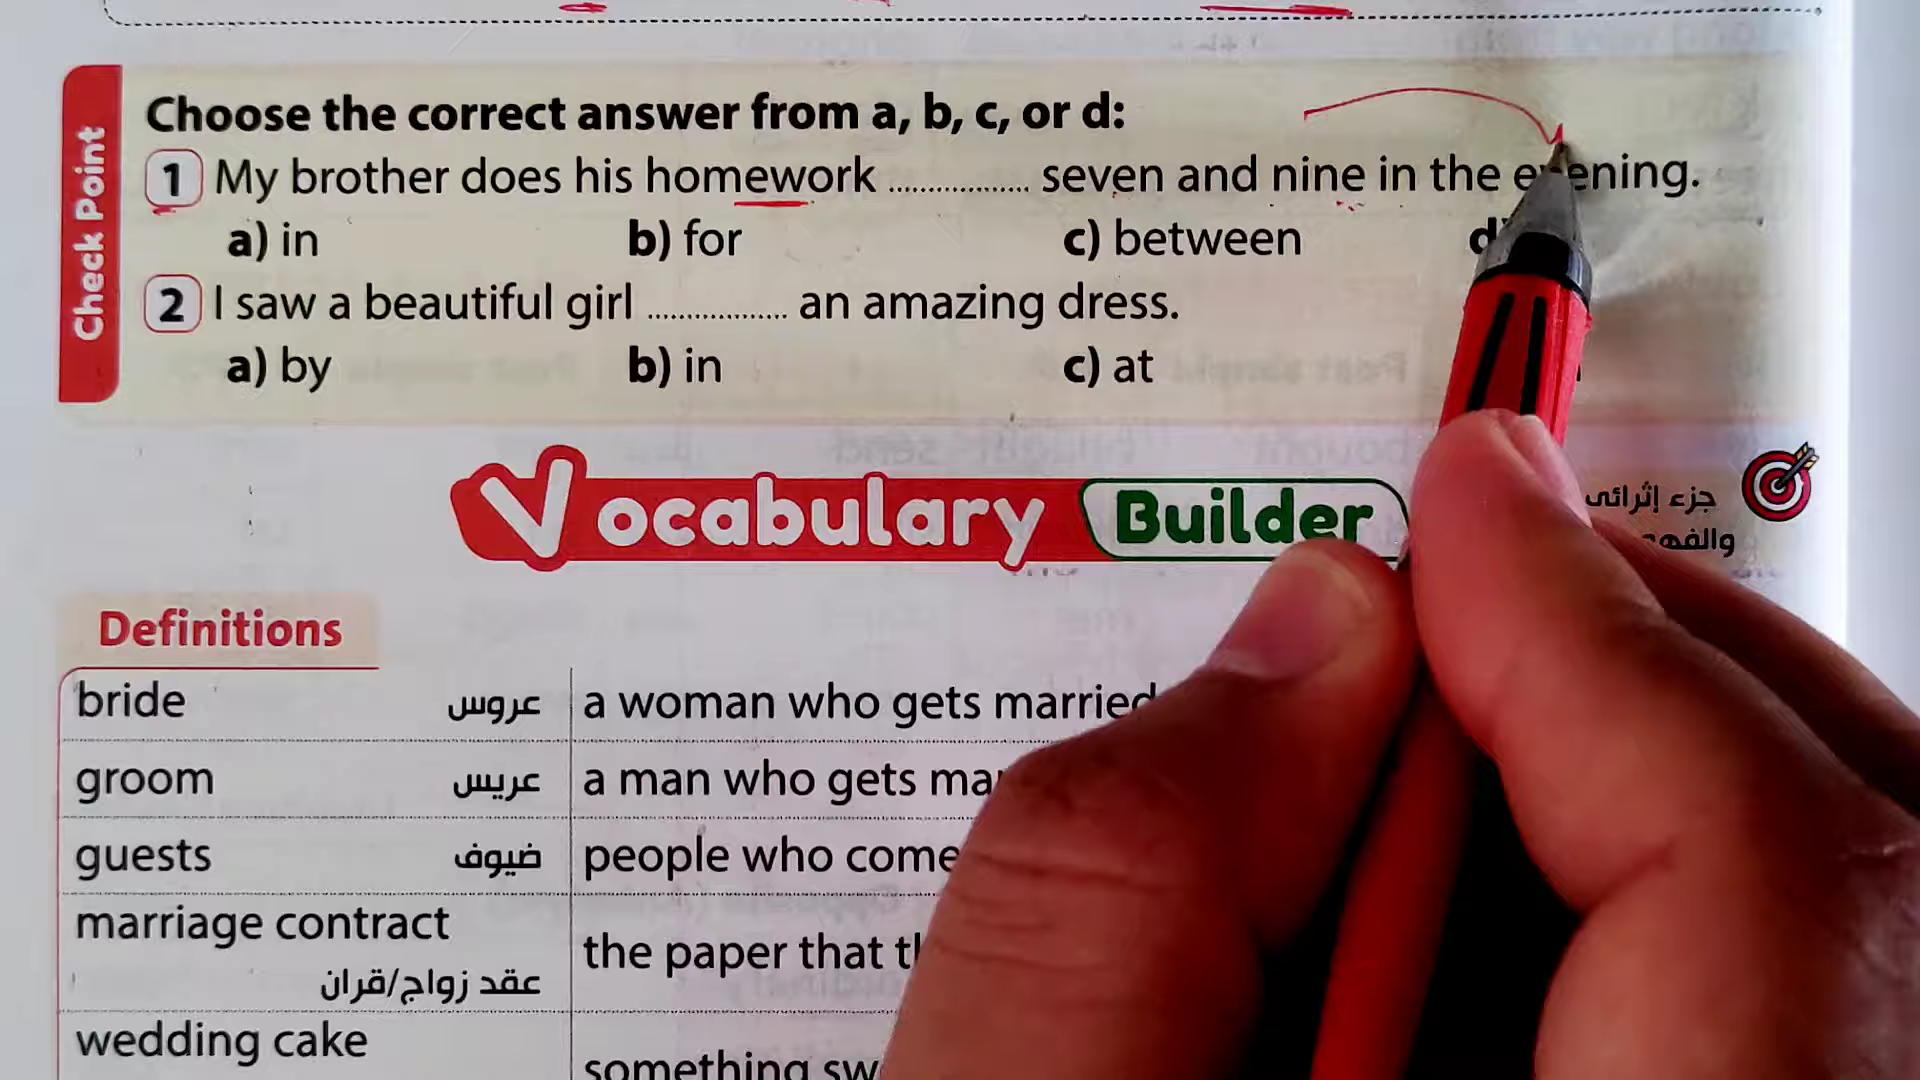 Check Point
Choose the correct answer from a, b, c, or d:
1 My brother does his homework ................ seven and nine in the evening.
a) in b) for c) between d)
2 I saw a beautiful girl ................ an amazing dress.
a) by b) in c) at
Vocabulary Builder
جزء إثرائى
والفهم
Definitions
bride عروس a woman who gets married
groom عريس a man who gets
guests ضيوف people who come
marriage contract
عقد زواج/قران
the paper that
wedding cake
something